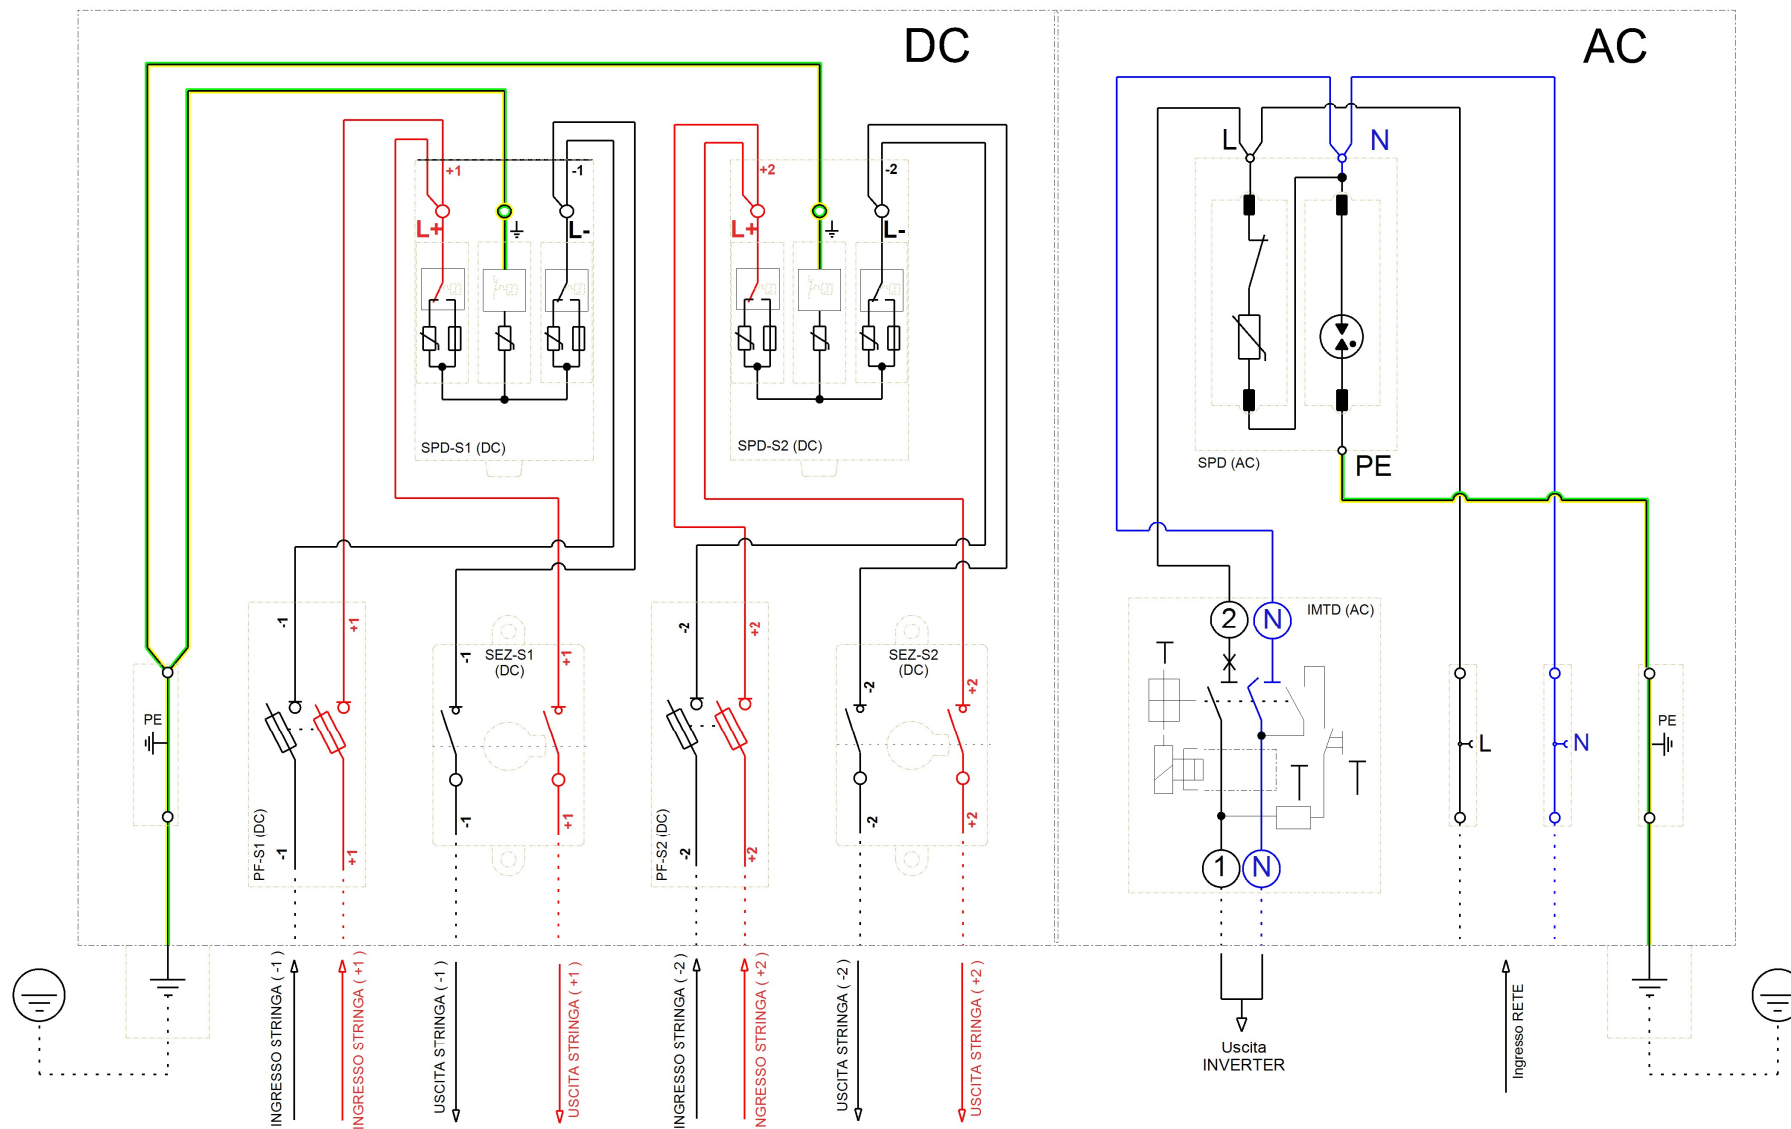 DC
AC
+1
-1
L+
L-
SPD-S1 (DC)
+2
-2
L+
L-
SPD-S2 (DC)
L
N
SPD (AC)
PE
PE
-1
+1
-1
+1
PF-S1 (DC)
SEZ-S1
(DC)
-1
+1
-1
+1
-2
+2
-2
+2
PF-S2 (DC)
SEZ-S2
(DC)
-2
+2
-2
+2
2
N
IMTD (AC)
1
N
L
N
PE
INGRESSO STRINGA ( -1 )
INGRESSO STRINGA ( +1 )
USCITA STRINGA ( -1 )
USCITA STRINGA ( +1 )
INGRESSO STRINGA ( -2 )
NGRESSO STRINGA ( +2 )
USCITA STRINGA ( -2 )
USCITA STRINGA ( +2 )
Uscita
INVERTER
Ingresso RETE